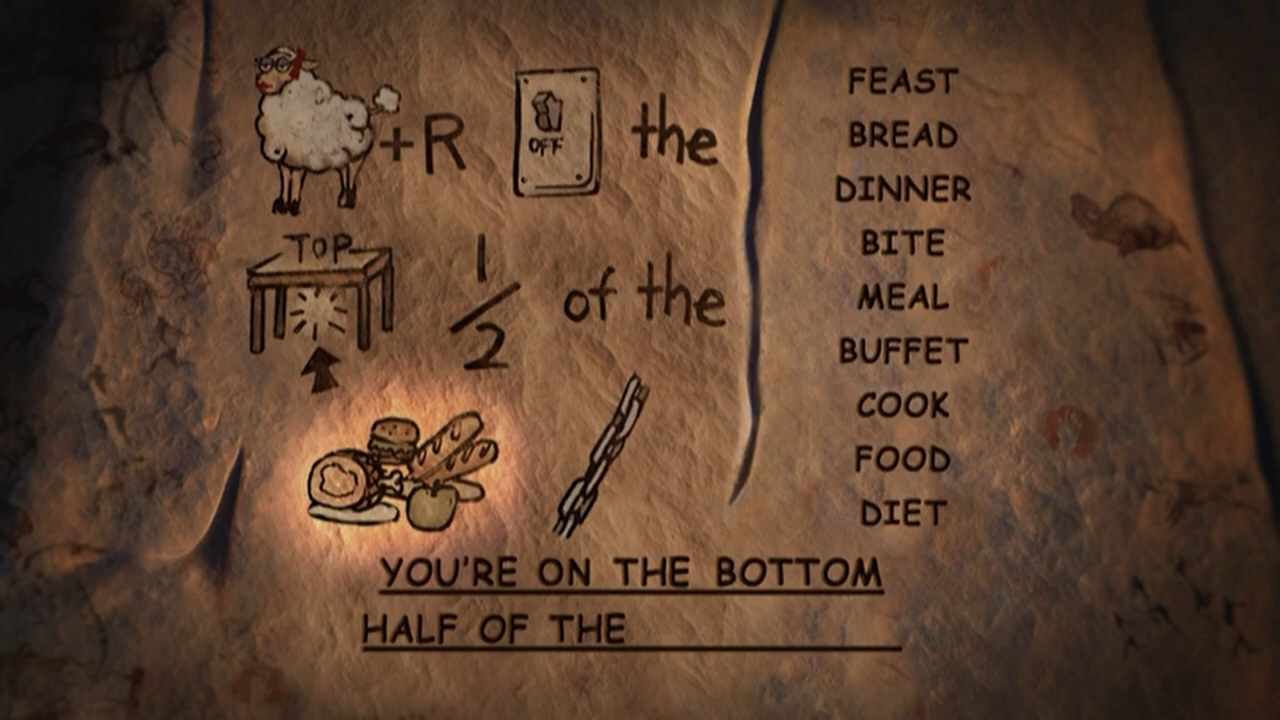 +R
OFF
the
TOP
1/2
of the
FEAST
BREAD
DINNER
BITE
MEAL
BUFFET
COOK
FOOD
DIET
YOU'RE ON THE BOTTOM
HALF OF THE